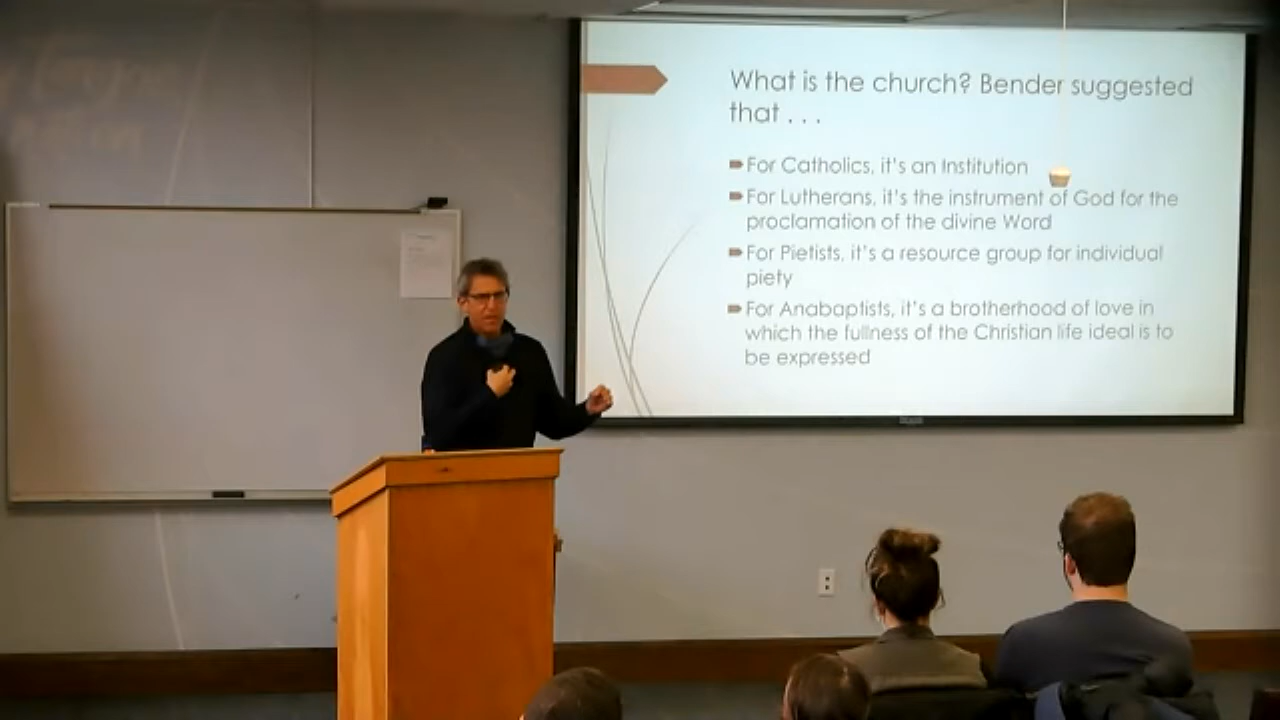 What is the church? Bender suggested
that . . .
For Catholics, it's an Institution
For Lutherans, it's the instrument of God for the
proclamation of the divine Word
For Pietists, it's a resource group for individual
piety
For Anabaptists, it's a brotherhood of love in
which the fullness of the Christian life ideal is to
be expressed